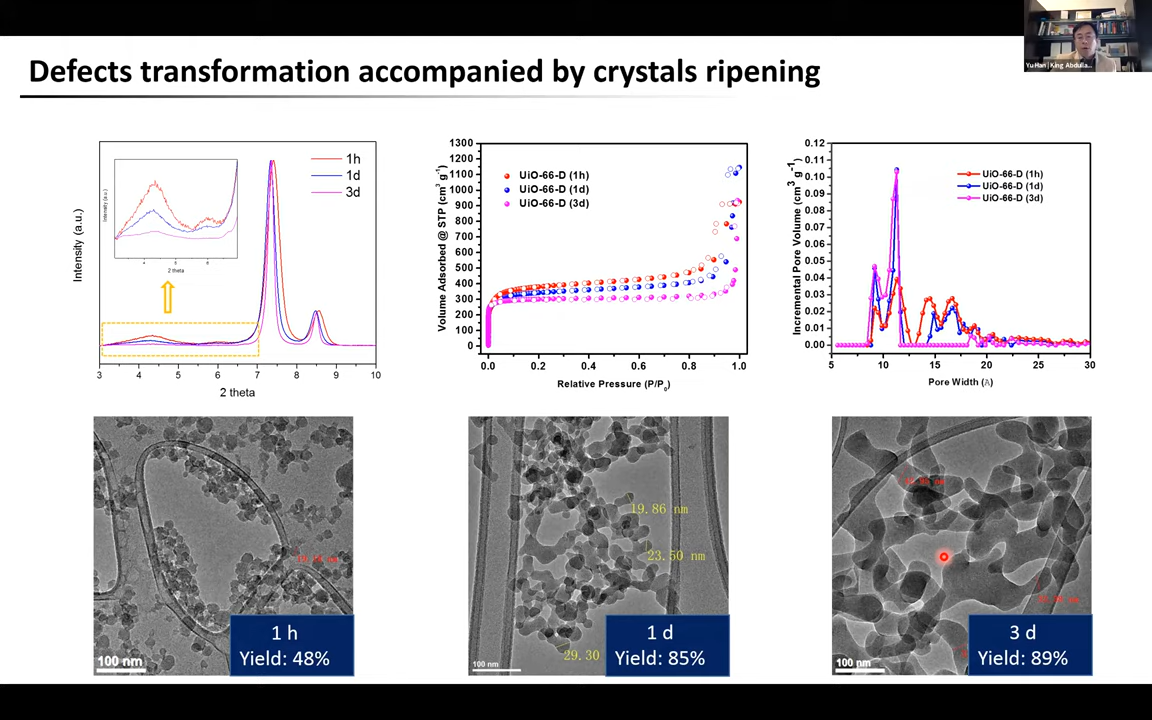 Yu Han | King Abdulla...
Defects transformation accompanied by crystals ripening
Intensity (a.u.)
1h
1d
3d
Intensity (a.u.)
4
5
6
2 theta
3
4
5
6
7
8
9
10
2 theta
Volume Adsorbed @ STP (cm³ g⁻¹)
1300
1200
1100
1000
900
800
700
600
500
400
300
200
100
0
UiO-66-D (1h)
UiO-66-D (1d)
UiO-66-D (3d)
0.0
0.2
0.4
0.6
0.8
1.0
Relative Pressure (P/P₀)
Incremental Pore Volume (cm³ g⁻¹)
0.12
0.11
0.10
0.09
0.08
0.07
0.06
0.05
0.04
0.03
0.02
0.01
0.00
UiO-66-D (1h)
UiO-66-D (1d)
UiO-66-D (3d)
5
10
15
20
25
30
Pore Width (Å)
100 nm
1 h
Yield: 48%
19.86 nm
23.50 nm
29.30
100 nm
1 d
Yield: 85%
100 nm
3 d
Yield: 89%